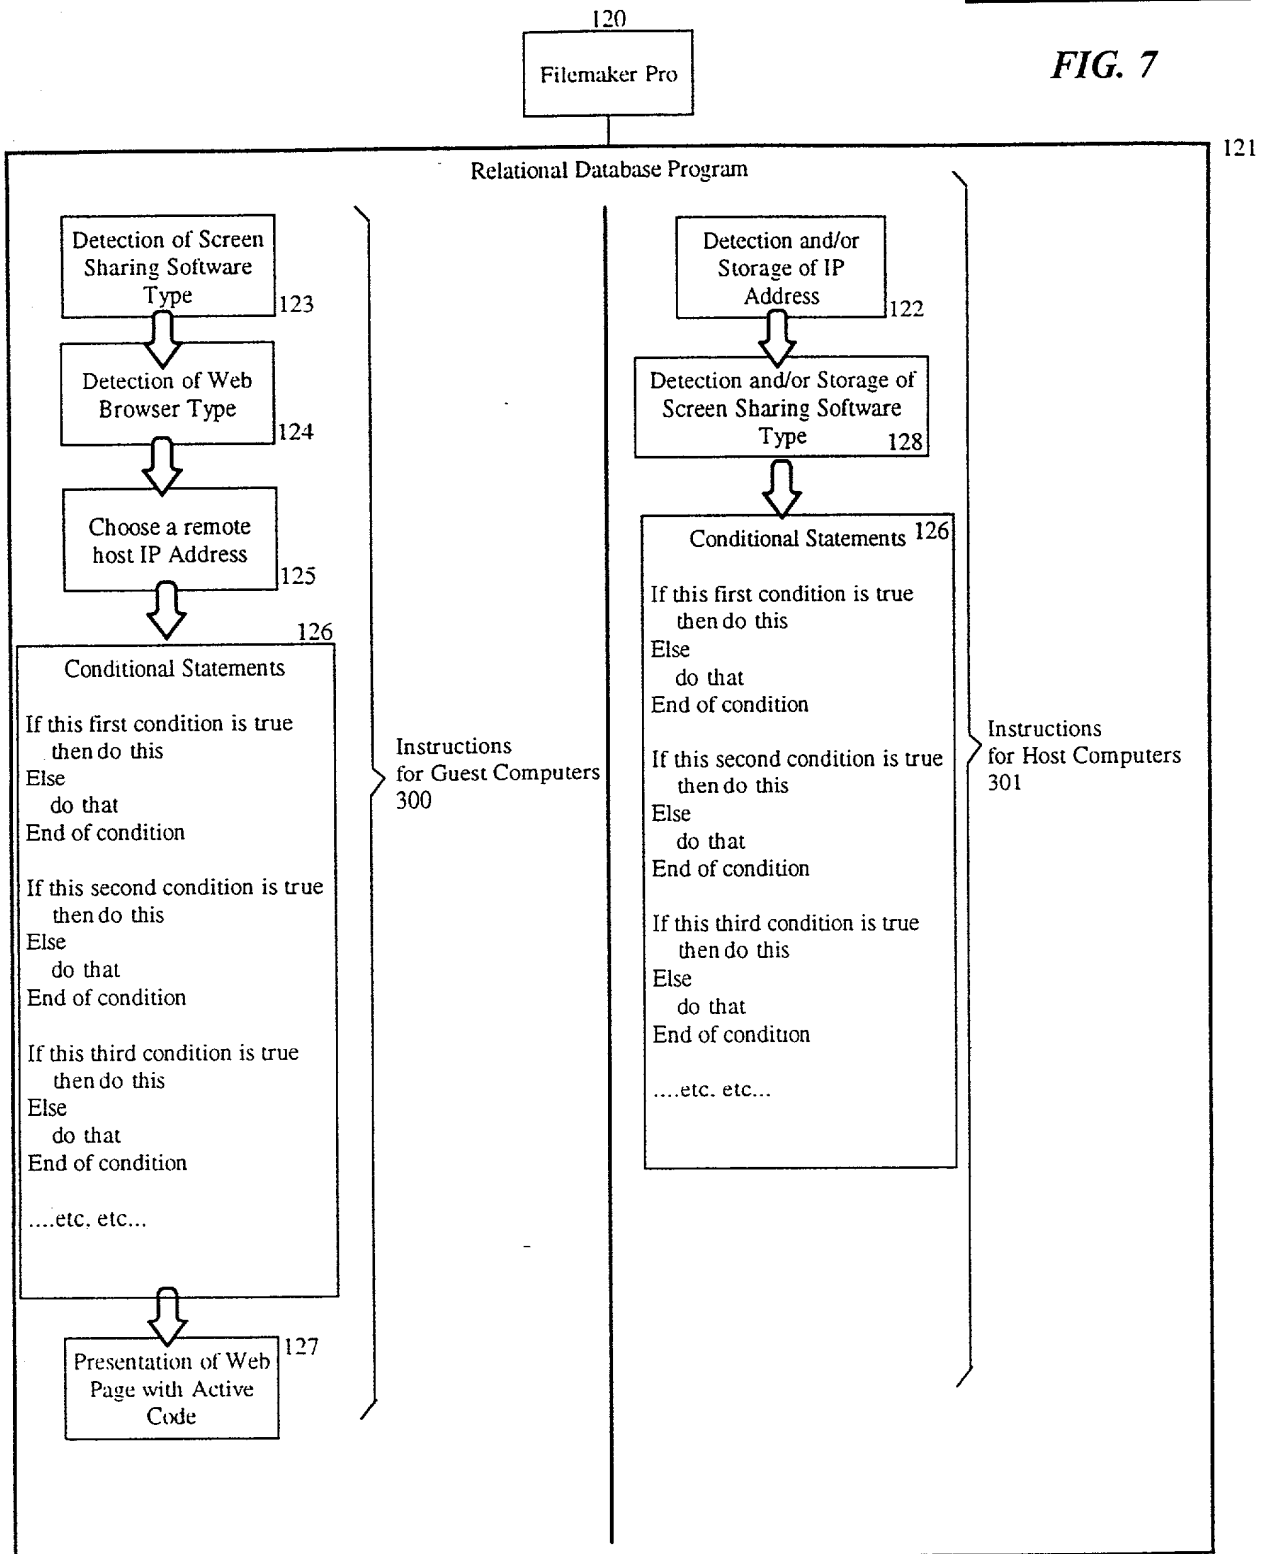 120
Filemaker Pro
FIG. 7
121
Relational Database Program
Detection of Screen
Sharing Software
Type
123
Detection of Web
Browser Type
124
Choose a remote
host IP Address
125
126
Conditional Statements
If this first condition is true
then do this
Else
do that
End of condition
If this second condition is true
then do this
Else
do that
End of condition
If this third condition is true
then do this
Else
do that
End of condition
....etc, etc...
127
Presentation of Web
Page with Active
Code
Instructions
for Guest Computers
300
Detection and/or
Storage of IP
Address
122
Detection and/or Storage of
Screen Sharing Software
Type
128
Conditional Statements 126
If this first condition is true
then do this
Else
do that
End of condition
If this second condition is true
then do this
Else
do that
End of condition
If this third condition is true
then do this
Else
do that
End of condition
....etc, etc...
Instructions
for Host Computers
301